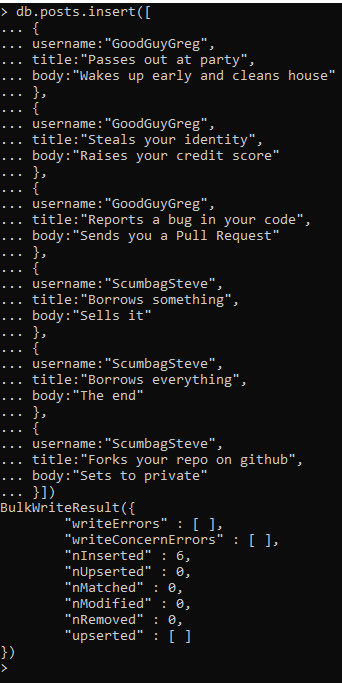 > db.posts.insert([
... {
... username:"GoodGuyGreg",
... title:"Passes out at party",
... body:"Wakes up early and cleans house"
... },
... {
... username:"GoodGuyGreg",
... title:"Steals your identity",
... body:"Raises your credit score"
... },
... {
... username:"GoodGuyGreg",
... title:"Reports a bug in your code",
... body:"Sends you a Pull Request"
... },
... {
... username:"ScumbagSteve",
... title:"Borrows something",
... body:"Sells it"
... },
... {
... username:"ScumbagSteve",
... title:"Borrows everything",
... body:"The end"
... },
... {
... username:"ScumbagSteve",
... title:"Forks your repo on github",
... body:"Sets to private"
... }])
BulkWriteResult({
        "writeErrors" : [ ],
        "writeConcernErrors" : [ ],
        "nInserted" : 6,
        "nUpserted" : 0,
        "nMatched" : 0,
        "nModified" : 0,
        "nRemoved" : 0,
        "upserted" : [ ]
})
>